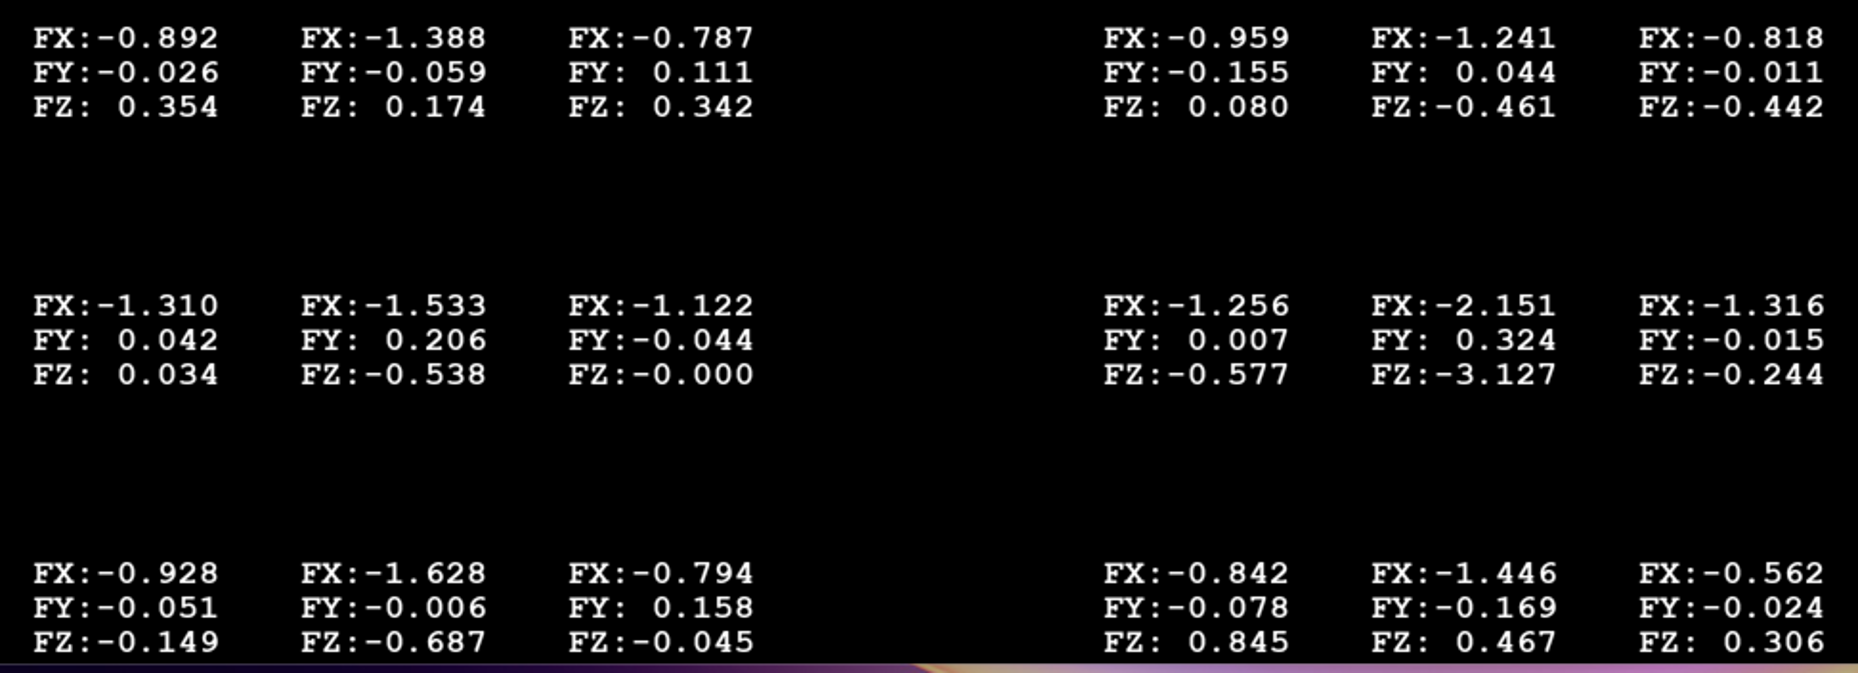 FX:-0.892 FX:-1.388 FX:-0.787 FX:-0.959 FX:-1.241 FX:-0.818
FY:-0.026 FY:-0.059 FY: 0.111 FY:-0.155 FY: 0.044 FY:-0.011
FZ: 0.354 FZ: 0.174 FZ: 0.342 FZ: 0.080 FZ:-0.461 FZ:-0.442
FX:-1.310 FX:-1.533 FX:-1.122 FX:-1.256 FX:-2.151 FX:-1.316
FY: 0.042 FY: 0.206 FY:-0.044 FY: 0.007 FY: 0.324 FY:-0.015
FZ: 0.034 FZ:-0.538 FZ:-0.000 FZ:-0.577 FZ:-3.127 FZ:-0.244
FX:-0.928 FX:-1.628 FX:-0.794 FX:-0.842 FX:-1.446 FX:-0.562
FY:-0.051 FY:-0.006 FY: 0.158 FY:-0.078 FY:-0.169 FY:-0.024
FZ:-0.149 FZ:-0.687 FZ:-0.045 FZ: 0.845 FZ: 0.467 FZ: 0.306